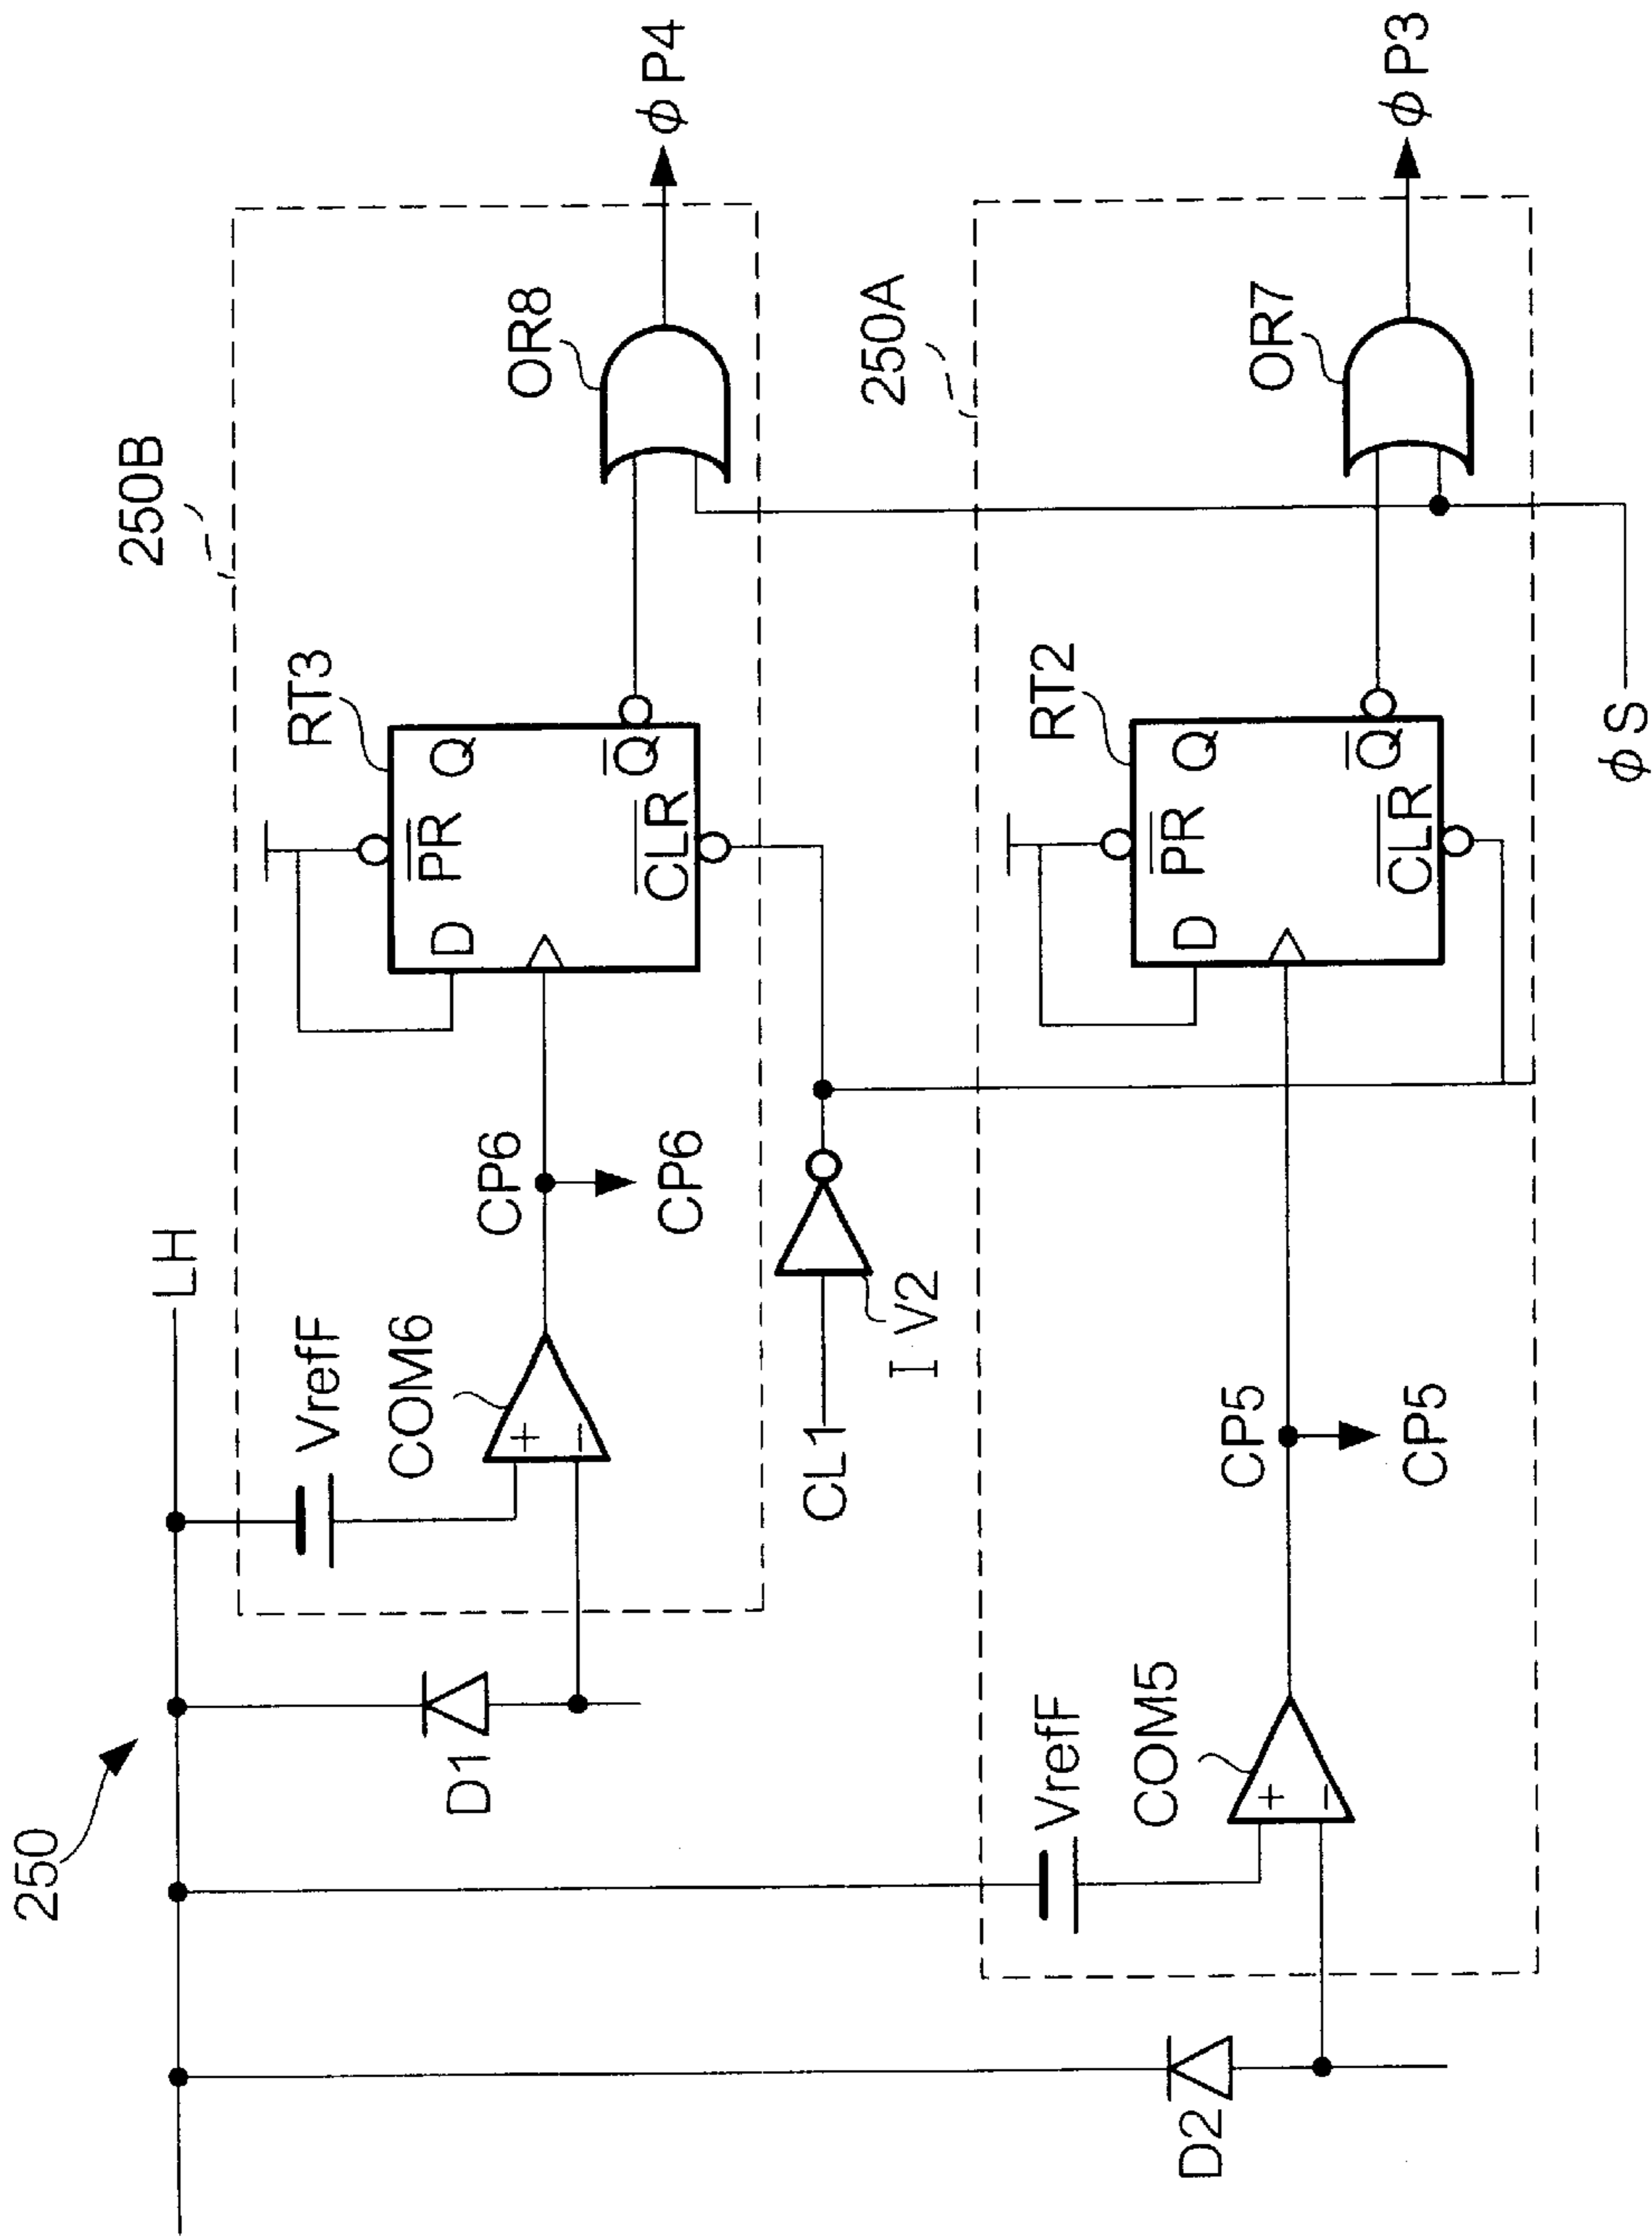 250
LH
250B
VrefF
COM6
CP6
CP6
RT3
D
PR
Q
CLR
Q
OR8
φP4
D1
CL1
IV2
250A
VrefF
COM5
CP5
CP5
RT2
D
PR
Q
CLR
Q
OR7
φP3
D2
φS
+
−
+
−